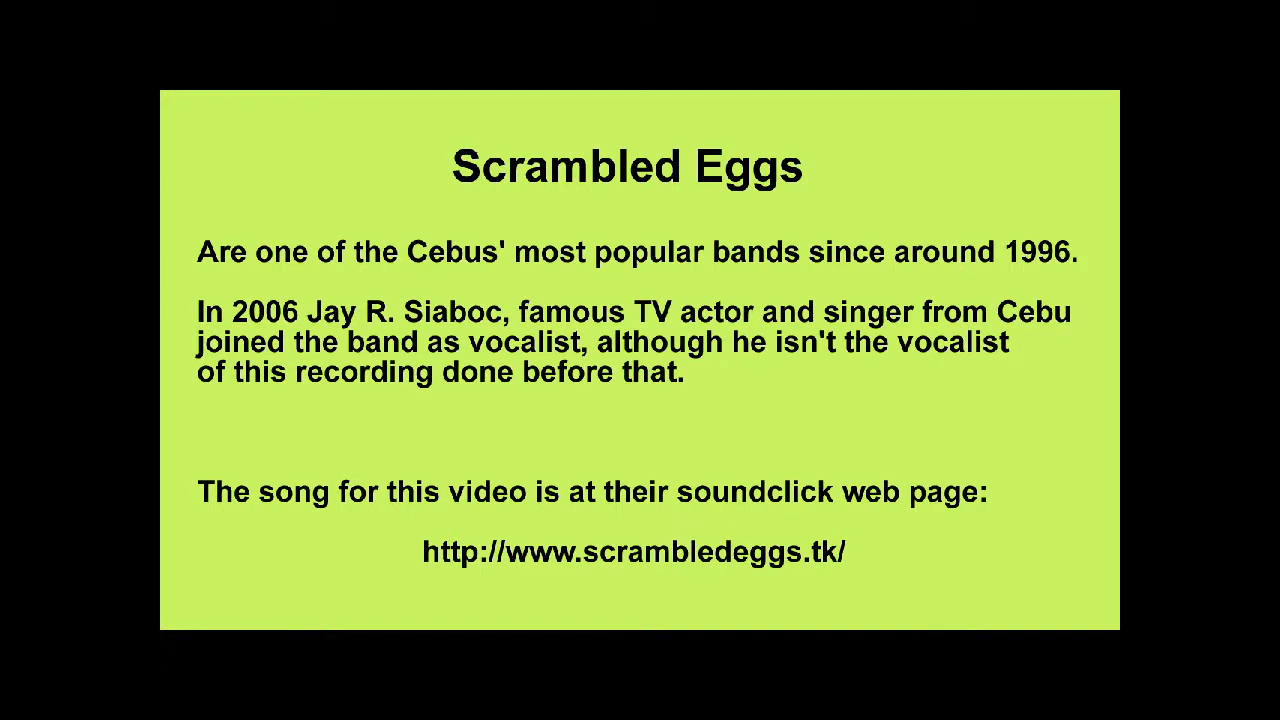 Scrambled Eggs
Are one of the Cebus' most popular bands since around 1996.
In 2006 Jay R. Siaboc, famous TV actor and singer from Cebu
joined the band as vocalist, although he isn't the vocalist
of this recording done before that.
The song for this video is at their soundclick web page:
http://www.scrambledeggs.tk/